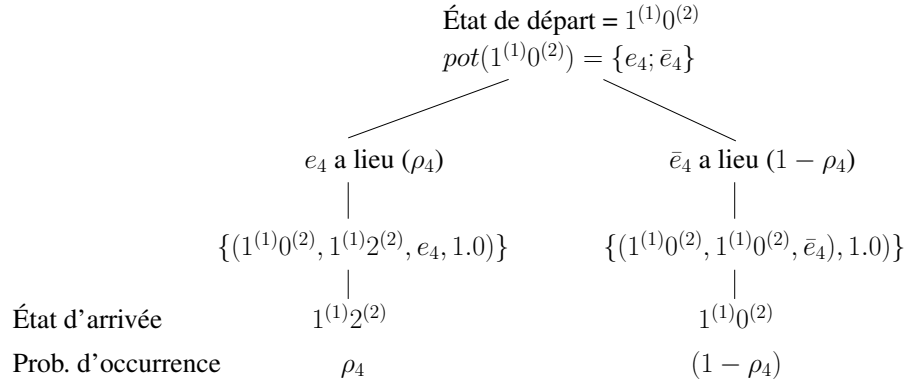 État de départ = 1^{(1)}0^{(2)}
pot(1^{(1)}0^{(2)}) = {e_4; ē_4}
e_4 a lieu (ρ_4) ē_4 a lieu (1 − ρ_4)
{(1^{(1)}0^{(2)}, 1^{(1)}2^{(2)}, e_4, 1.0)} {(1^{(1)}0^{(2)}, 1^{(1)}0^{(2)}, ē_4), 1.0)}
État d'arrivée 1^{(1)}2^{(2)} 1^{(1)}0^{(2)}
Prob. d'occurrence ρ_4 (1 − ρ_4)